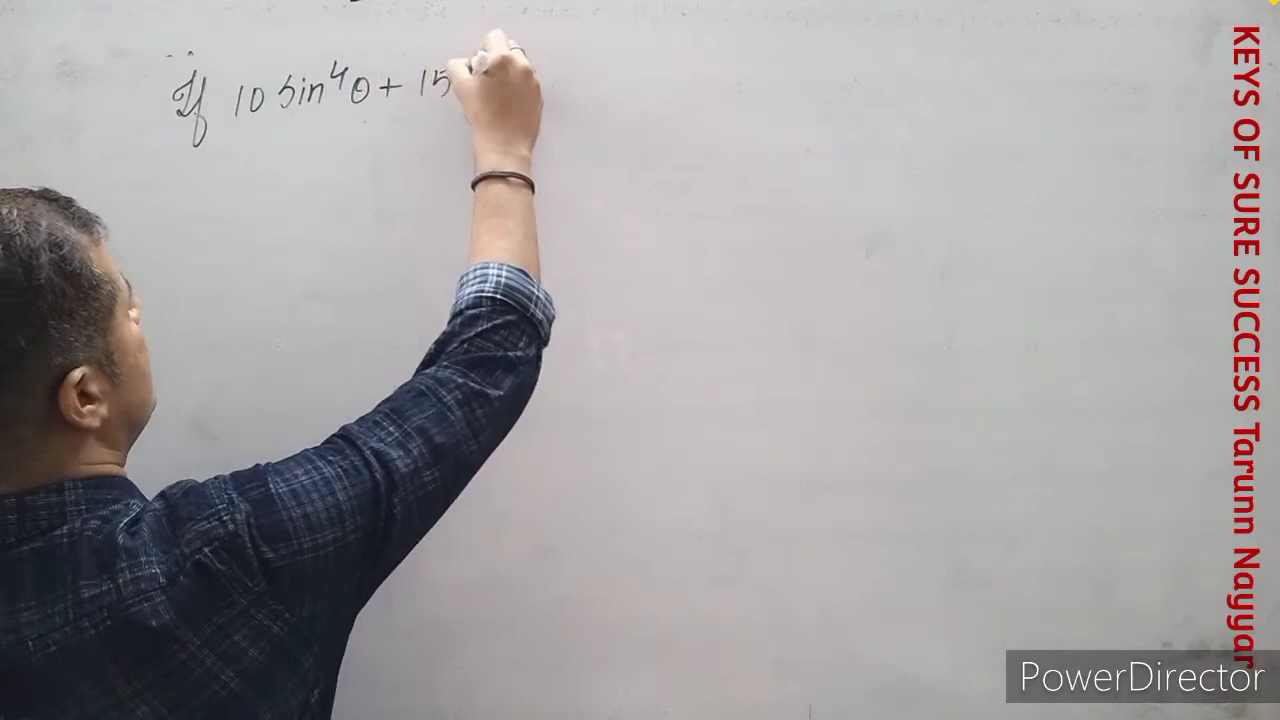 If 10 sin⁴θ + 15
KEYS OF SURE SUCCESS Tarunn Nayyar
PowerDirector